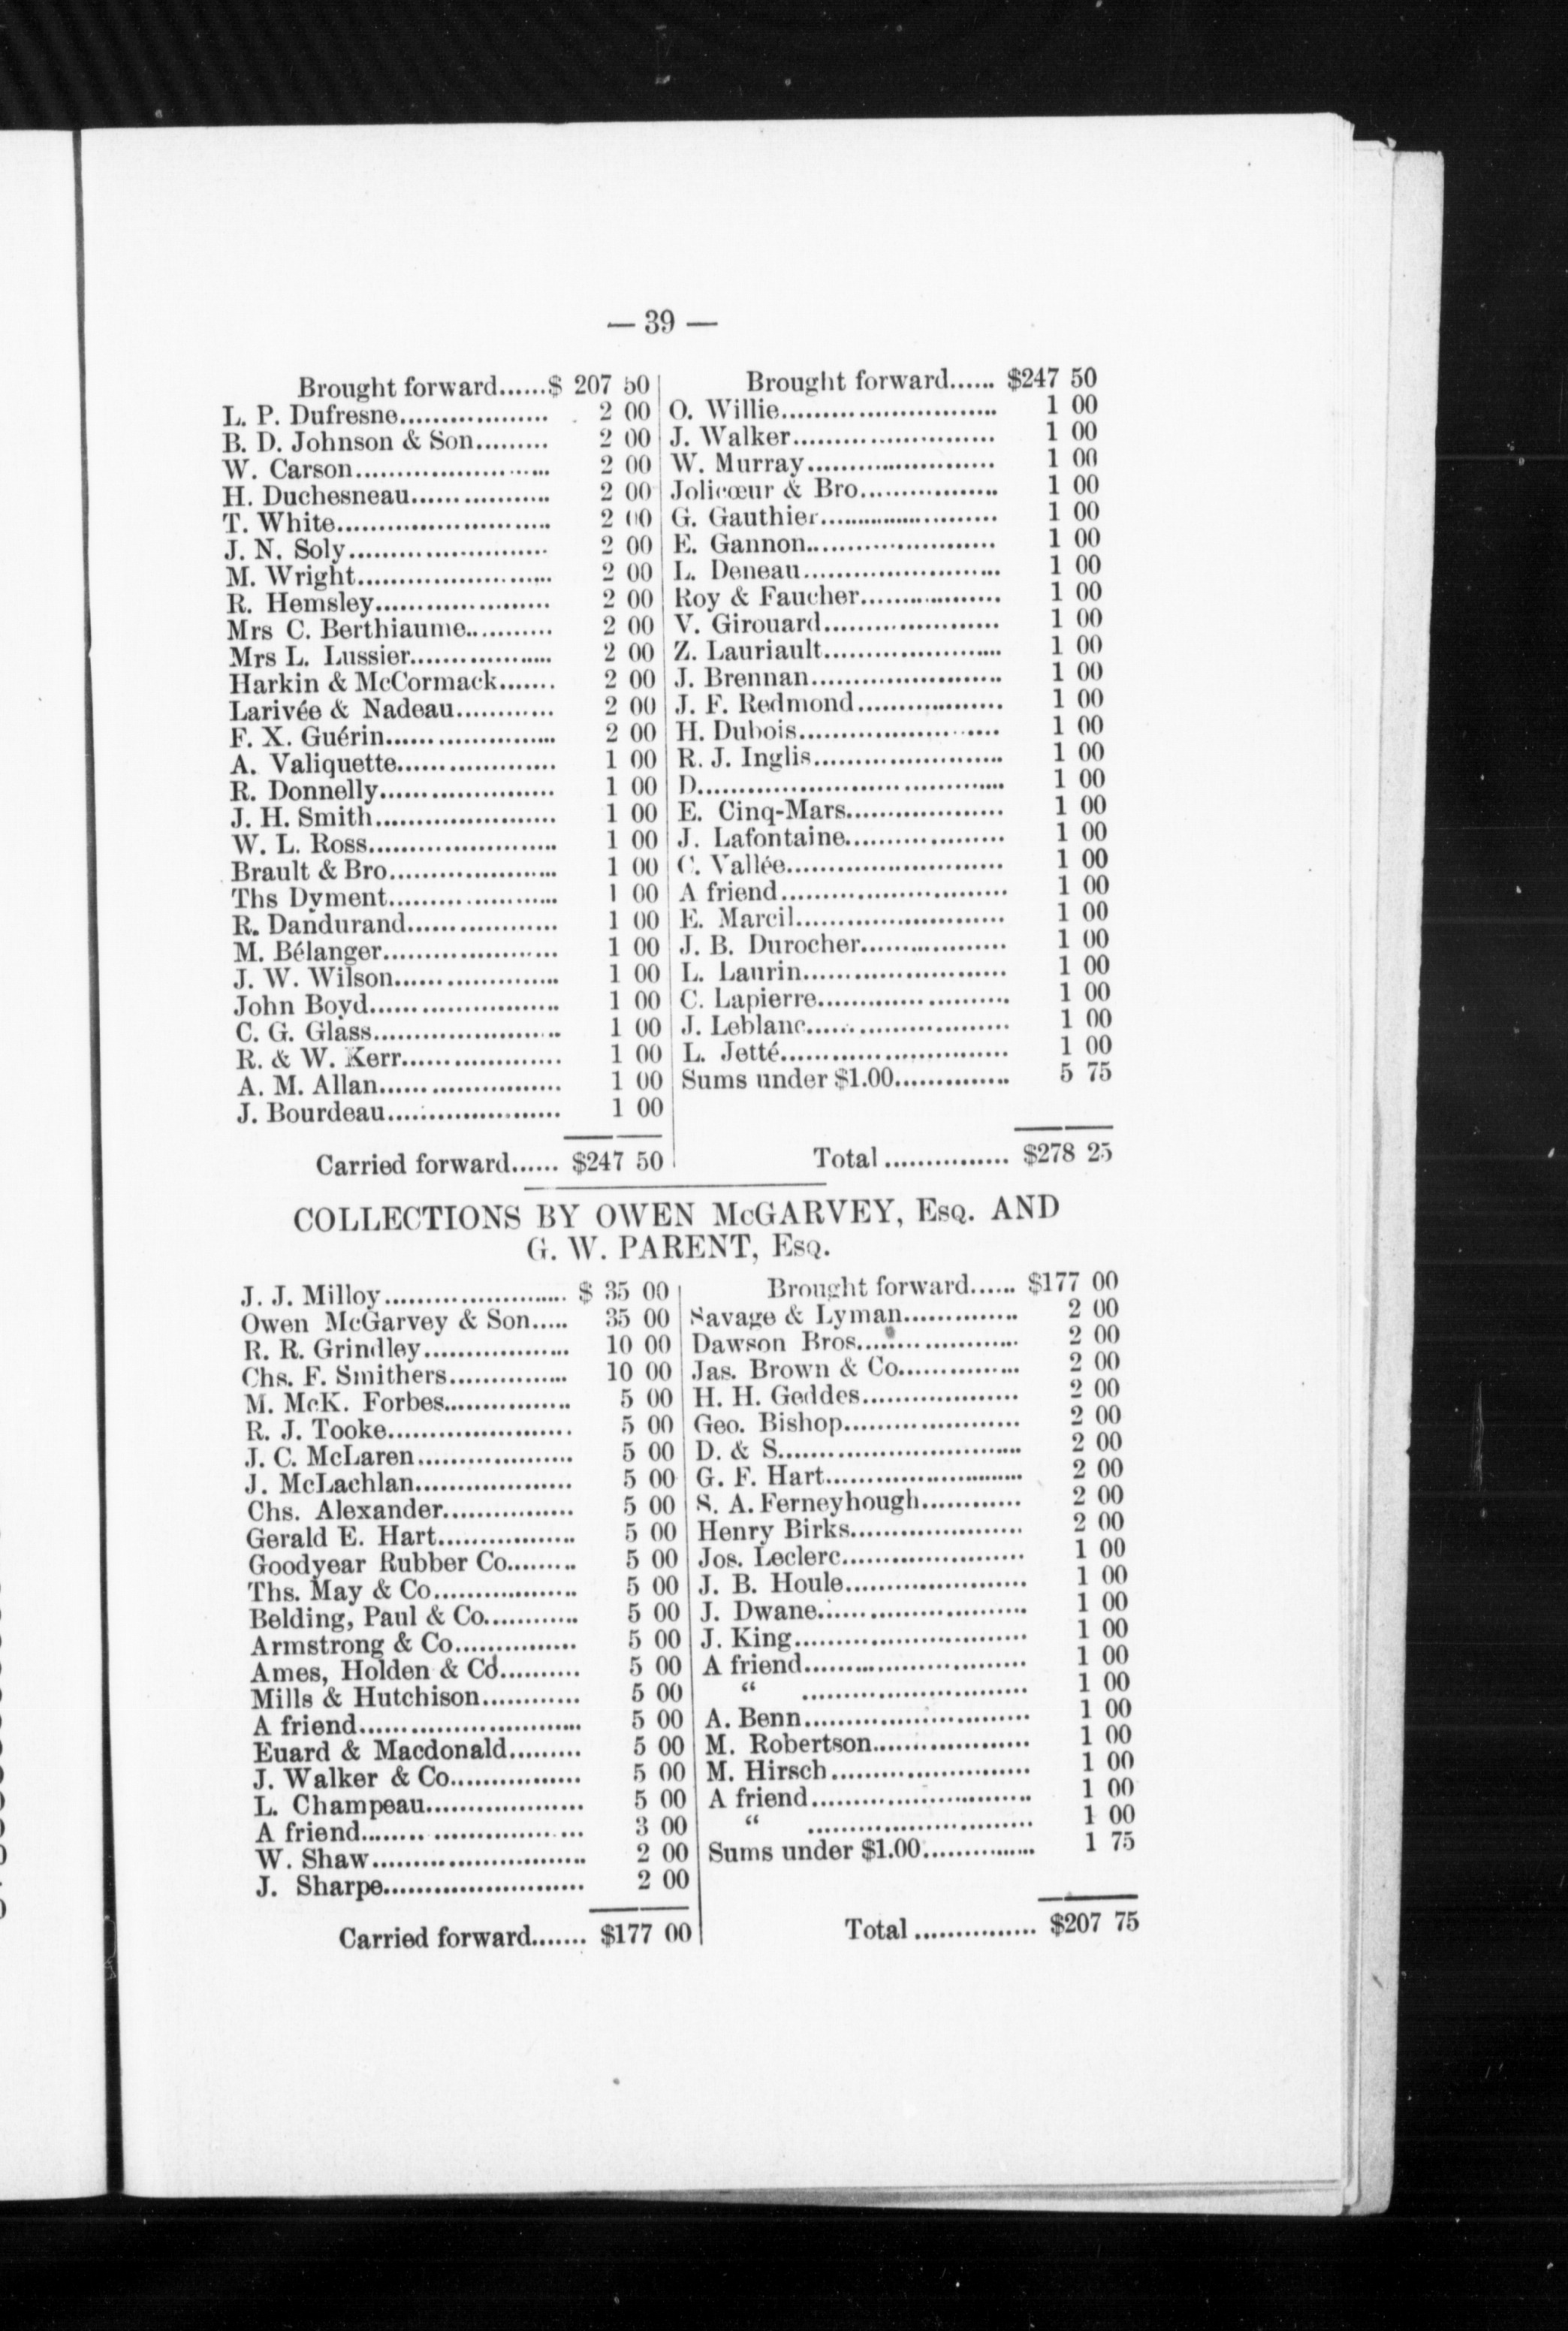 — 39 —
Brought forward......$ 207 50
L. P. Dufresne.................. 2 00
B. D. Johnson & Son......... 2 00
W. Carson........................ 2 00
H. Duchesneau................. 2 00
T. White.......................... 2 00
J. N. Soly........................ 2 00
M. Wright........................ 2 00
R. Hemsley..................... 2 00
Mrs C. Berthiaume........... 2 00
Mrs L. Lussier................. 2 00
Harkin & McCormack....... 2 00
Larivée & Nadeau............ 2 00
F. X. Guérin..................... 2 00
A. Valiquette................... 1 00
R. Donnelly..................... 1 00
J. H. Smith...................... 1 00
W. L. Ross....................... 1 00
Brault & Bro.................... 1 00
Ths Dyment..................... 1 00
R. Dandurand.................. 1 00
M. Bélanger..................... 1 00
J. W. Wilson.................... 1 00
John Boyd....................... 1 00
C. G. Glass....................... 1 00
R. & W. Kerr.................... 1 00
A. M. Allan...................... 1 00
J. Bourdeau..................... 1 00
Carried forward...... $247 50
Brought forward...... $247 50
O. Willie.......................... 1 00
J. Walker........................ 1 00
W. Murray....................... 1 00
Jolicœur & Bro................. 1 00
G. Gauthier...................... 1 00
E. Gannon....................... 1 00
L. Deneau........................ 1 00
Roy & Faucher................. 1 00
V. Girouard..................... 1 00
Z. Lauriault..................... 1 00
J. Brennan....................... 1 00
J. F. Redmond.................. 1 00
H. Dubois........................ 1 00
R. J. Inglis....................... 1 00
D..................................... 1 00
E. Cinq-Mars................... 1 00
J. Lafontaine................... 1 00
C. Vallée.......................... 1 00
A friend........................... 1 00
E. Marcil......................... 1 00
J. B. Durocher................. 1 00
L. Laurin........................ 1 00
C. Lapierre....................... 1 00
J. Leblanc........................ 1 00
L. Jetté........................... 1 00
Sums under $1.00.............. 5 75
Total............... $278 25
COLLECTIONS BY OWEN McGARVEY, Esq. AND
G. W. PARENT, Esq.
J. J. Milloy...................... $ 35 00
Owen McGarvey & Son..... 35 00
R. R. Grindley.................. 10 00
Chs. F. Smithers............... 10 00
M. McK. Forbes................ 5 00
R. J. Tooke...................... 5 00
J. C. McLaren................... 5 00
J. McLachlan.................... 5 00
Chs. Alexander................ 5 00
Gerald E. Hart................. 5 00
Goodyear Rubber Co......... 5 00
Ths. May & Co.................. 5 00
Belding, Paul & Co............ 5 00
Armstrong & Co............... 5 00
Ames, Holden & Co.......... 5 00
Mills & Hutchison............ 5 00
A friend........................... 5 00
Euard & Macdonald......... 5 00
J. Walker & Co................ 5 00
L. Champeau................... 5 00
A friend........................... 3 00
W. Shaw.......................... 2 00
J. Sharpe......................... 2 00
Carried forward....... $177 00
Brought forward...... $177 00
Savage & Lyman.............. 2 00
Dawson Bros.................... 2 00
Jas. Brown & Co............... 2 00
H. H. Geddes................... 2 00
Geo. Bishop...................... 2 00
D. & S.............................. 2 00
G. F. Hart........................ 2 00
S. A. Ferneyhough............ 2 00
Henry Birks..................... 2 00
Jos. Leclerc...................... 1 00
J. B. Houle...................... 1 00
J. Dwane......................... 1 00
J. King............................ 1 00
A friend........................... 1 00
“ ........................... 1 00
A. Benn........................... 1 00
M. Robertson................... 1 00
M. Hirsch........................ 1 00
A friend........................... 1 00
“ ........................... 1 00
Sums under $1.00.............. 1 75
Total............... $207 75